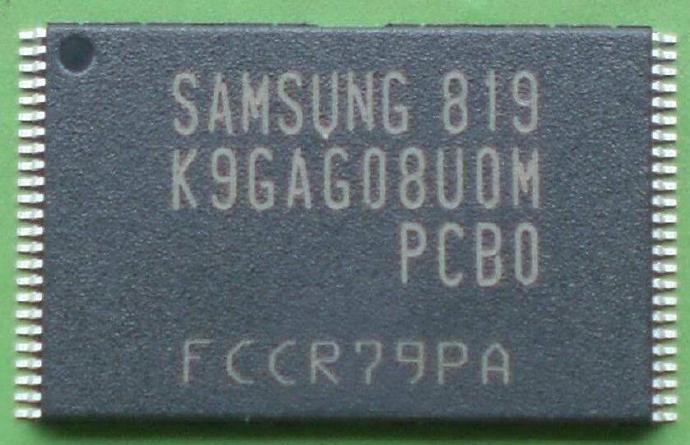 SAMSUNG 819
K9GAG08U0M
PCB0
FCCR79PA